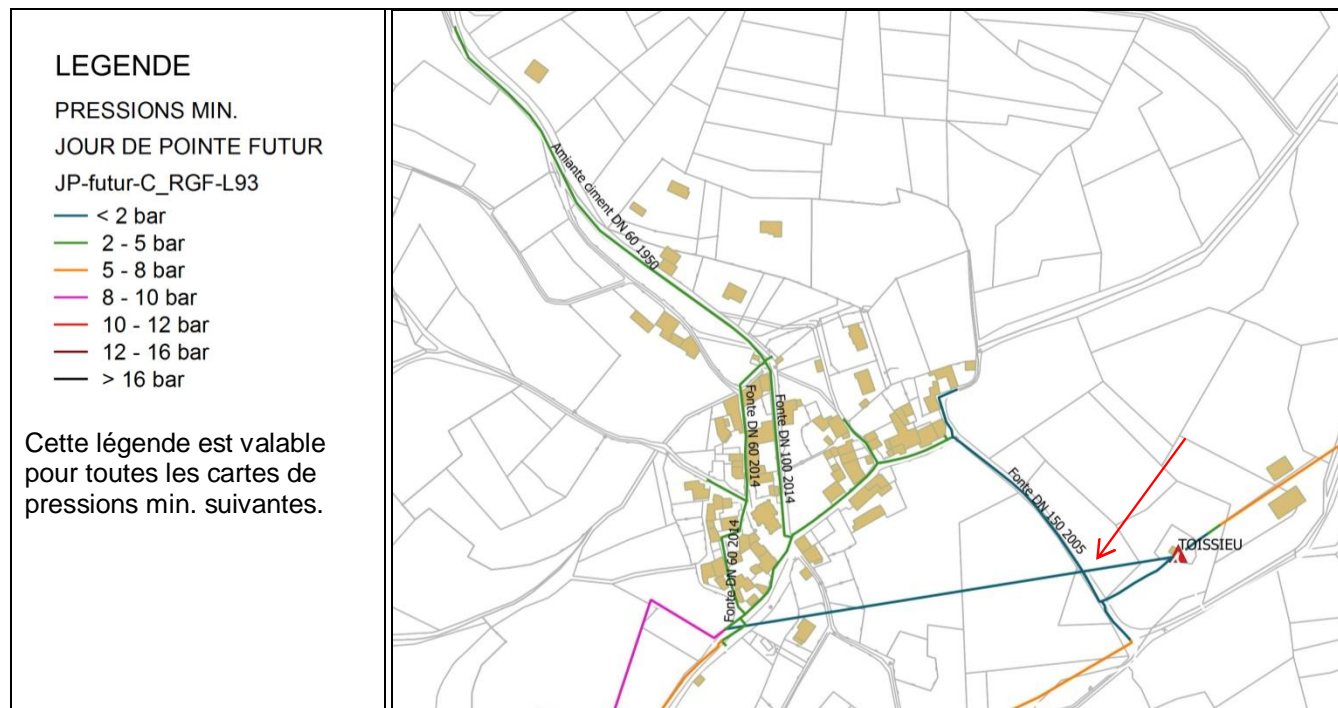 LEGENDE
PRESSIONS MIN.
JOUR DE POINTE FUTUR
JP-futur-C_RGF-L93
< 2 bar
2 - 5 bar
5 - 8 bar
8 - 10 bar
10 - 12 bar
12 - 16 bar
> 16 bar
Cette légende est valable
pour toutes les cartes de
pressions min. suivantes.
Amiante ciment DN 60 1950
Fonte DN 60 2014
Fonte DN 100 2014
Fonte DN 60 2014
Fonte DN 150 2005
TOISSIEU